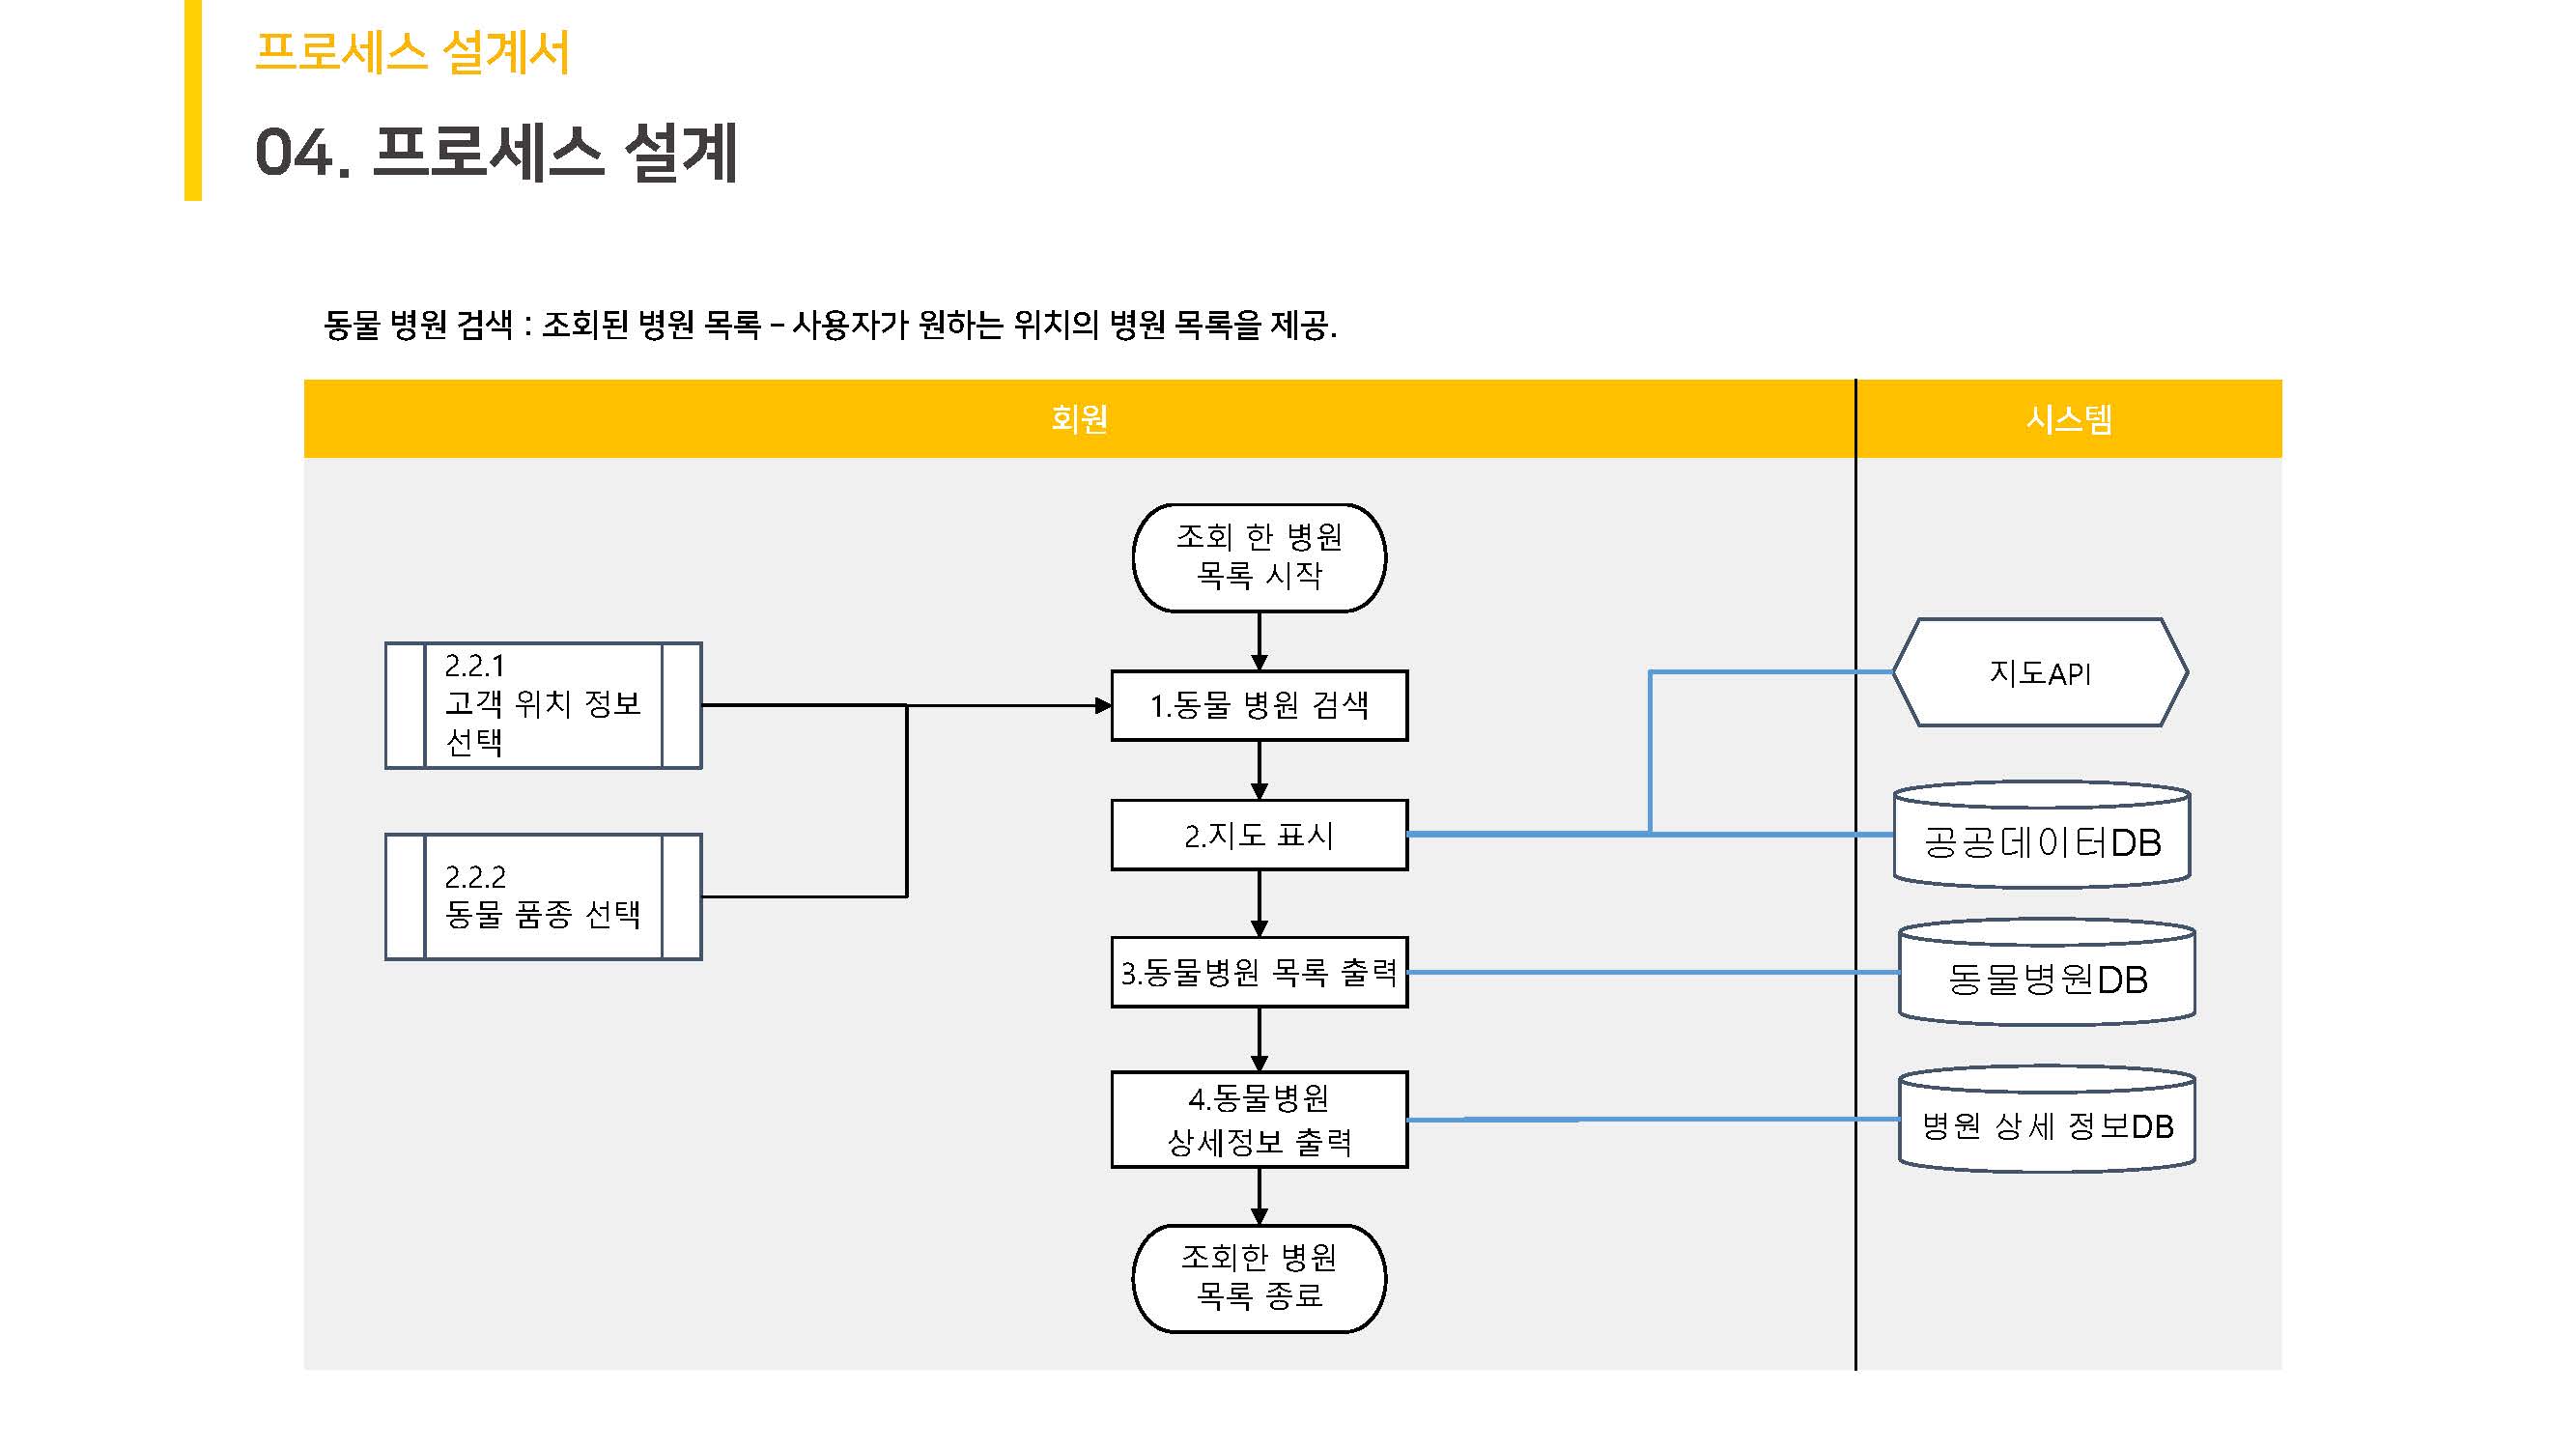 프로세스 설계서
04. 프로세스 설계
동물 병원 검색 : 조회된 병원 목록 – 사용자가 원하는 위치의 병원 목록을 제공.
회원
시스템
조회 한 병원
목록 시작
2.2.1
고객 위치 정보
선택
1.동물 병원 검색
지도API
2.지도 표시
공공데이터DB
2.2.2
동물 품종 선택
3.동물병원 목록 출력
동물병원DB
4.동물병원
상세정보 출력
병원 상세 정보DB
조회한 병원
목록 종료